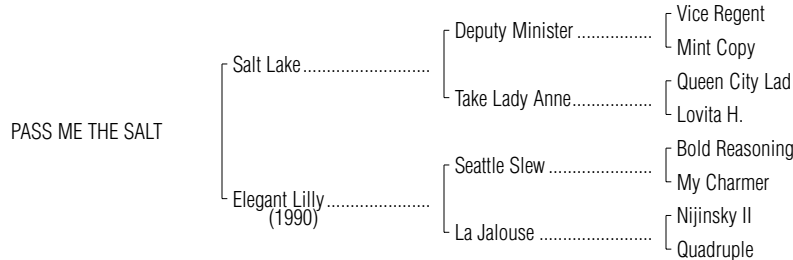 Vice Regent
Deputy Minister ................
Mint Copy
Salt Lake...........................
Queen City Lad
Take Lady Anne.................
Lovita H.
PASS ME THE SALT
Bold Reasoning
Seattle Slew ......................
My Charmer
Elegant Lilly ......................
(1990)
Nijinsky II
La Jalouse ........................
Quadruple